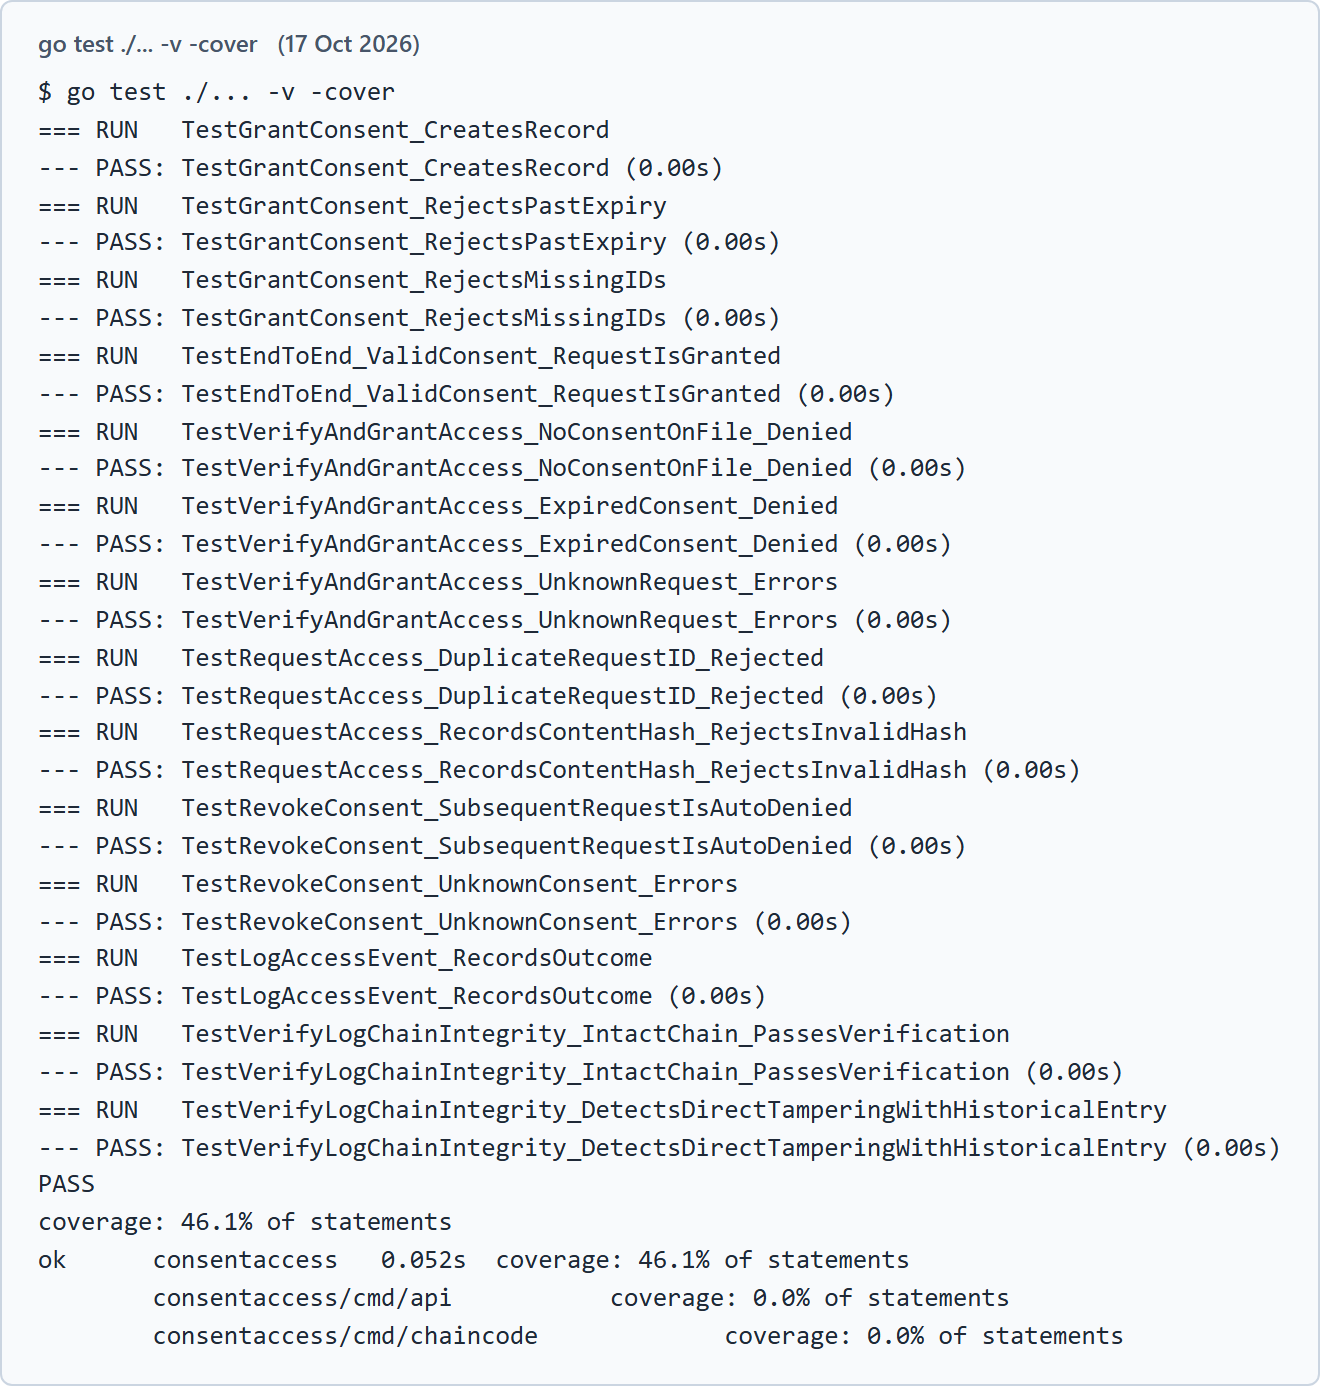 go test ./... -v -cover (17 Oct 2026)
$ go test ./... -v -cover
=== RUN   TestGrantConsent_CreatesRecord
--- PASS: TestGrantConsent_CreatesRecord (0.00s)
=== RUN   TestGrantConsent_RejectsPastExpiry
--- PASS: TestGrantConsent_RejectsPastExpiry (0.00s)
=== RUN   TestGrantConsent_RejectsMissingIDs
--- PASS: TestGrantConsent_RejectsMissingIDs (0.00s)
=== RUN   TestEndToEnd_ValidConsent_RequestIsGranted
--- PASS: TestEndToEnd_ValidConsent_RequestIsGranted (0.00s)
=== RUN   TestVerifyAndGrantAccess_NoConsentOnFile_Denied
--- PASS: TestVerifyAndGrantAccess_NoConsentOnFile_Denied (0.00s)
=== RUN   TestVerifyAndGrantAccess_ExpiredConsent_Denied
--- PASS: TestVerifyAndGrantAccess_ExpiredConsent_Denied (0.00s)
=== RUN   TestVerifyAndGrantAccess_UnknownRequest_Errors
--- PASS: TestVerifyAndGrantAccess_UnknownRequest_Errors (0.00s)
=== RUN   TestRequestAccess_DuplicateRequestID_Rejected
--- PASS: TestRequestAccess_DuplicateRequestID_Rejected (0.00s)
=== RUN   TestRequestAccess_RecordsContentHash_RejectsInvalidHash
--- PASS: TestRequestAccess_RecordsContentHash_RejectsInvalidHash (0.00s)
=== RUN   TestRevokeConsent_SubsequentRequestIsAutoDenied
--- PASS: TestRevokeConsent_SubsequentRequestIsAutoDenied (0.00s)
=== RUN   TestRevokeConsent_UnknownConsent_Errors
--- PASS: TestRevokeConsent_UnknownConsent_Errors (0.00s)
=== RUN   TestLogAccessEvent_RecordsOutcome
--- PASS: TestLogAccessEvent_RecordsOutcome (0.00s)
=== RUN   TestVerifyLogChainIntegrity_IntactChain_PassesVerification
--- PASS: TestVerifyLogChainIntegrity_IntactChain_PassesVerification (0.00s)
=== RUN   TestVerifyLogChainIntegrity_DetectsDirectTamperingWithHistoricalEntry
--- PASS: TestVerifyLogChainIntegrity_DetectsDirectTamperingWithHistoricalEntry (0.00s)
PASS
coverage: 46.1% of statements
ok      consentaccess   0.052s  coverage: 46.1% of statements
        consentaccess/cmd/api           coverage: 0.0% of statements
        consentaccess/cmd/chaincode             coverage: 0.0% of statements